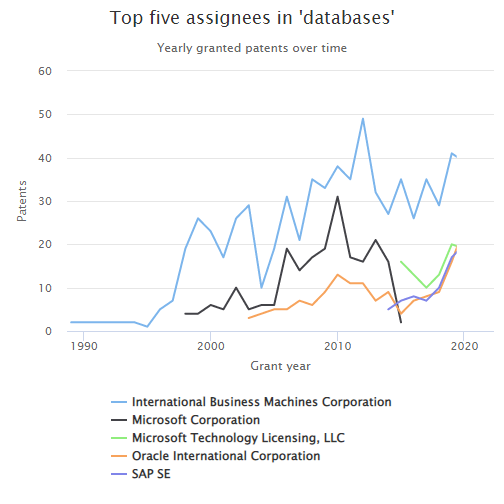 Top five assignees in 'databases'
Yearly granted patents over time
60
50
40
30
20
10
0
Patents
1990
2000
2010
2020
Grant year
International Business Machines Corporation
Microsoft Corporation
Microsoft Technology Licensing, LLC
Oracle International Corporation
SAP SE